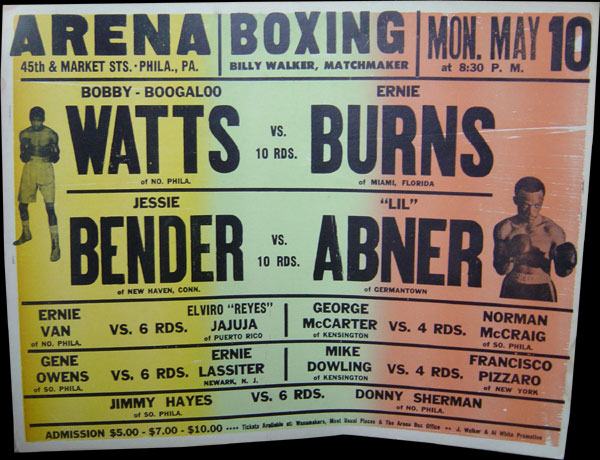 ARENA BOXING MON. MAY 10
45th & MARKET STS. · PHILA., PA. BILLY WALKER, MATCHMAKER at 8:30 P. M.
BOBBY - BOOGALOO ERNIE
WATTS VS. 10 RDS. BURNS
of NO. PHILA. of MIAMI, FLORIDA
JESSIE "LIL"
BENDER VS. 10 RDS. ABNER
of NEW HAVEN, CONN. of GERMANTOWN
ERNIE VAN of NO. PHILA. VS. 6 RDS. ELVIRO "REYES" JAJUJA of PUERTO RICO
GEORGE McCARTER of KENSINGTON VS. 4 RDS. NORMAN McCRAIG of SO. PHILA.
GENE OWENS of SO. PHILA. VS. 6 RDS. ERNIE LASSITER NEWARK, N. J.
MIKE DOWLING of KENSINGTON VS. 4 RDS. FRANCISCO PIZZARO of NEW YORK
JIMMY HAYES of SO. PHILA. VS. 6 RDS. DONNY SHERMAN of NO. PHILA.
ADMISSION $5.00 - $7.00 - $10.00 ···· Tickets Available at: Wanamakers, Most Usual Places & The Arena Box Office ·· J. Walker & Al White Promotion